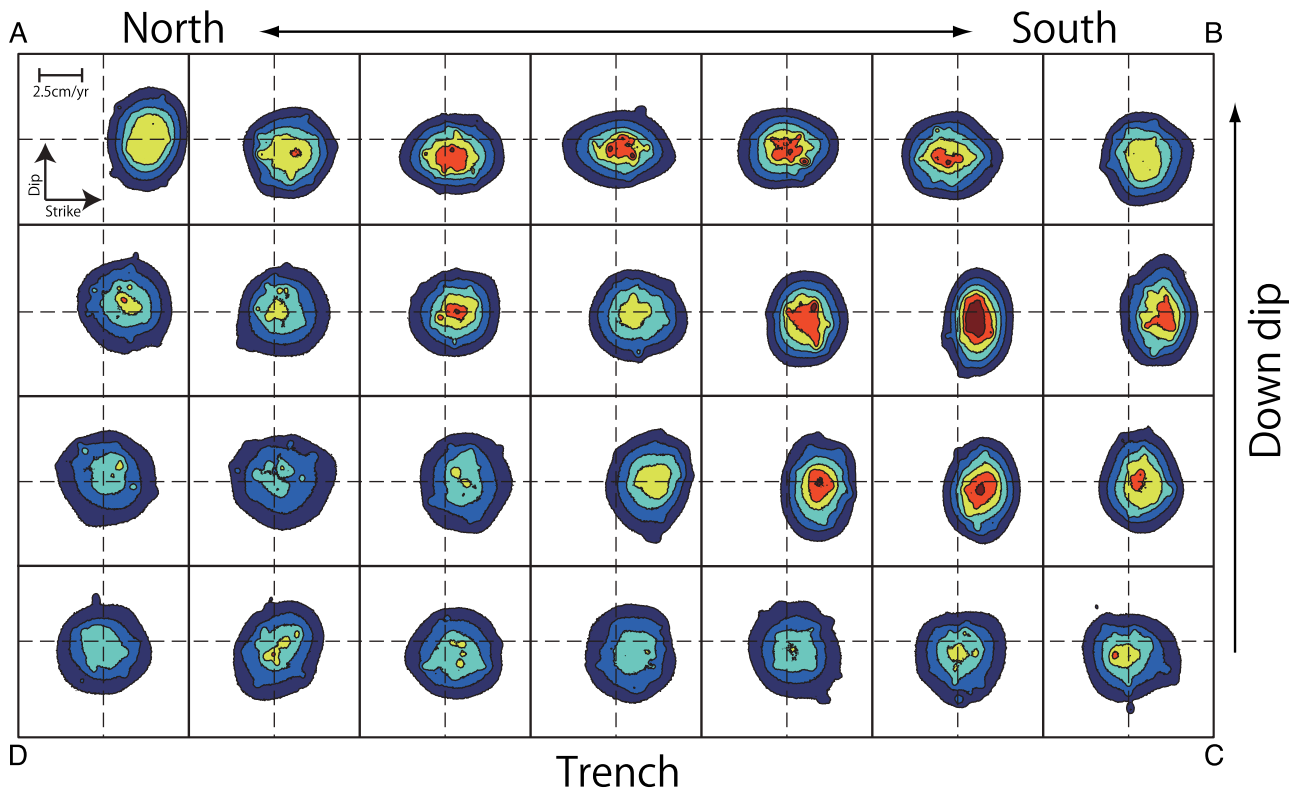 A North South B
2.5cm/yr
Dip
Strike
Down dip
D C
Trench